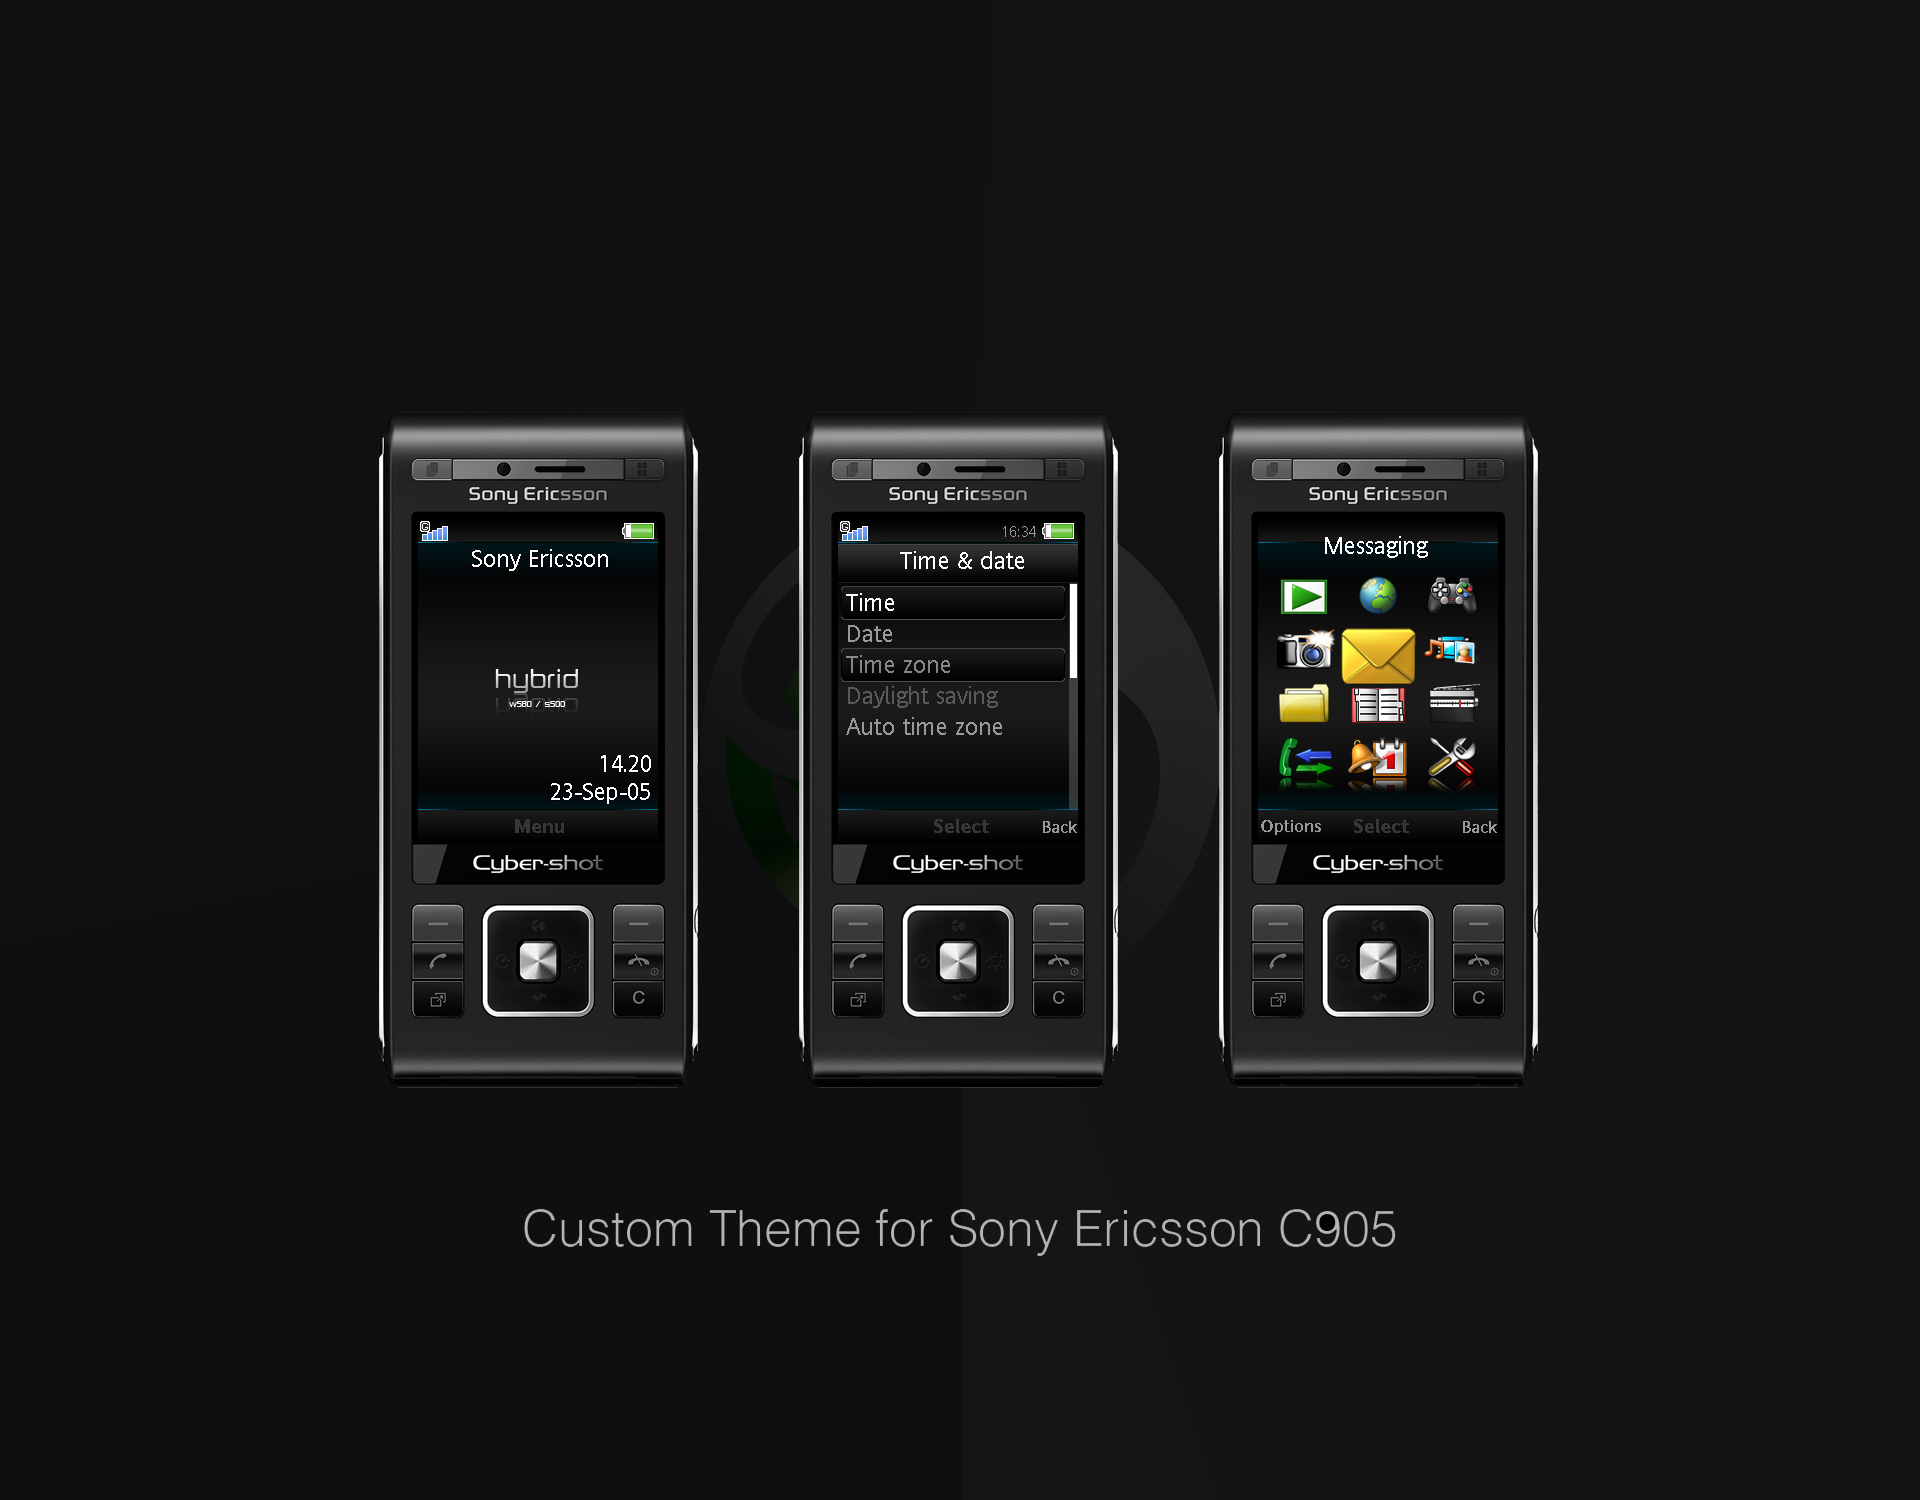 Sony Ericsson
Sony Ericsson
hybrid
w580 / s500
14.20
23-Sep-05
Menu
Cyber-shot
C
Sony Ericsson
16:34
Time & date
Time
Date
Time zone
Daylight saving
Auto time zone
Select Back
Cyber-shot
C
Sony Ericsson
Messaging
1
Options Select Back
Cyber-shot
C
Custom Theme for Sony Ericsson C905